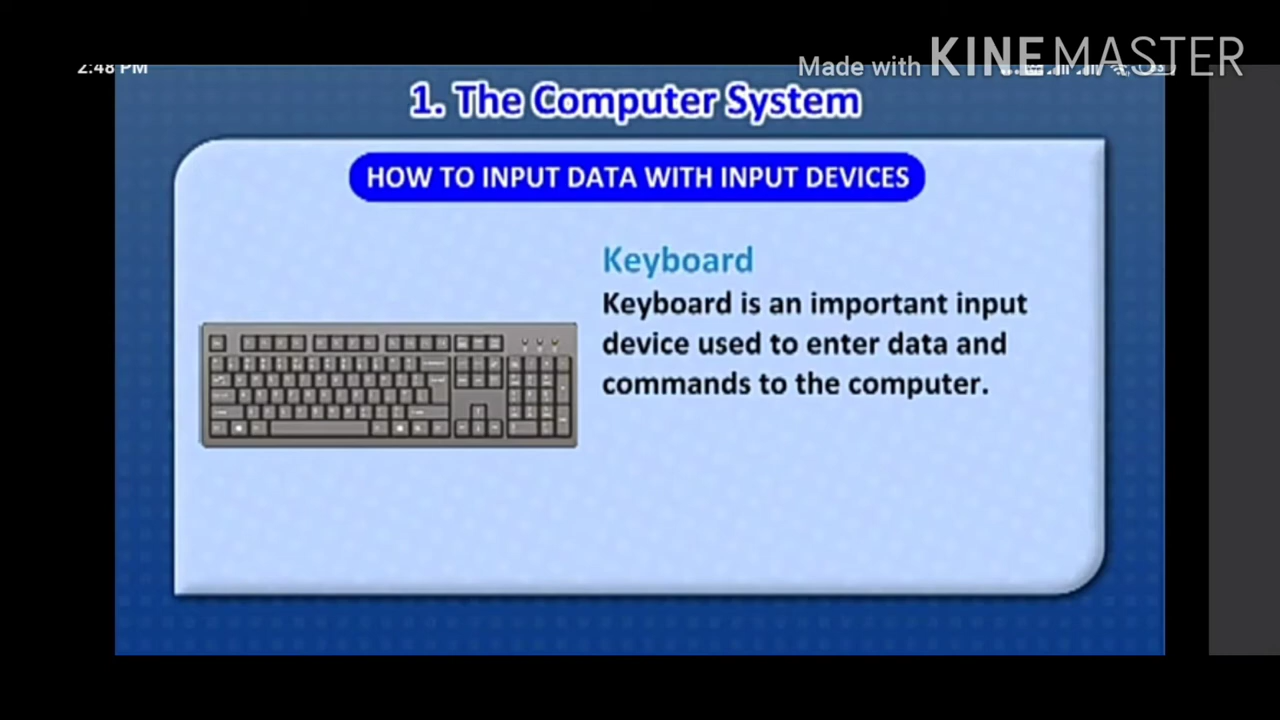 2:48 PM
Made with KINEMASTER
1. The Computer System
HOW TO INPUT DATA WITH INPUT DEVICES
Keyboard
Keyboard is an important input
device used to enter data and
commands to the computer.